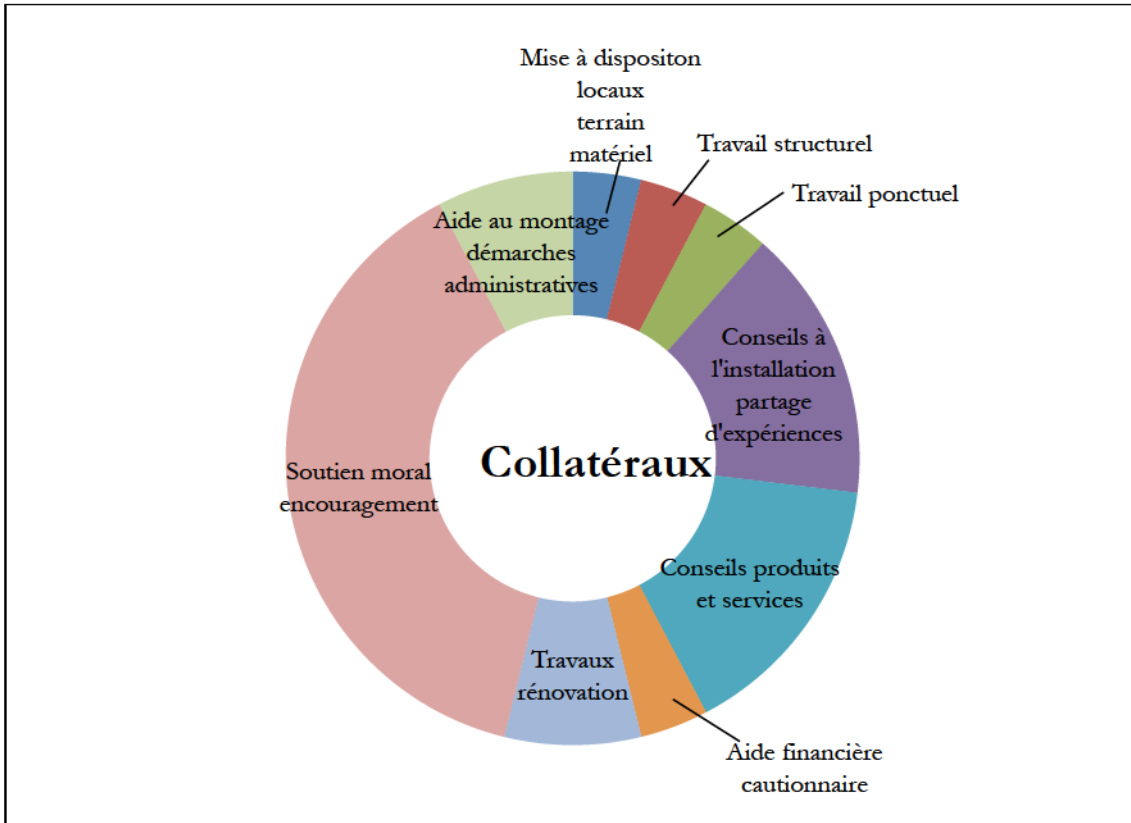 Mise à dispositon
locaux
terrain
matériel
Travail structurel
Travail ponctuel
Aide au montage
démarches
administratives
Conseils à
l'installation
partage
d'expériences
Collatéraux
Soutien moral
encouragement
Conseils produits
et services
Travaux
rénovation
Aide financière
cautionnaire